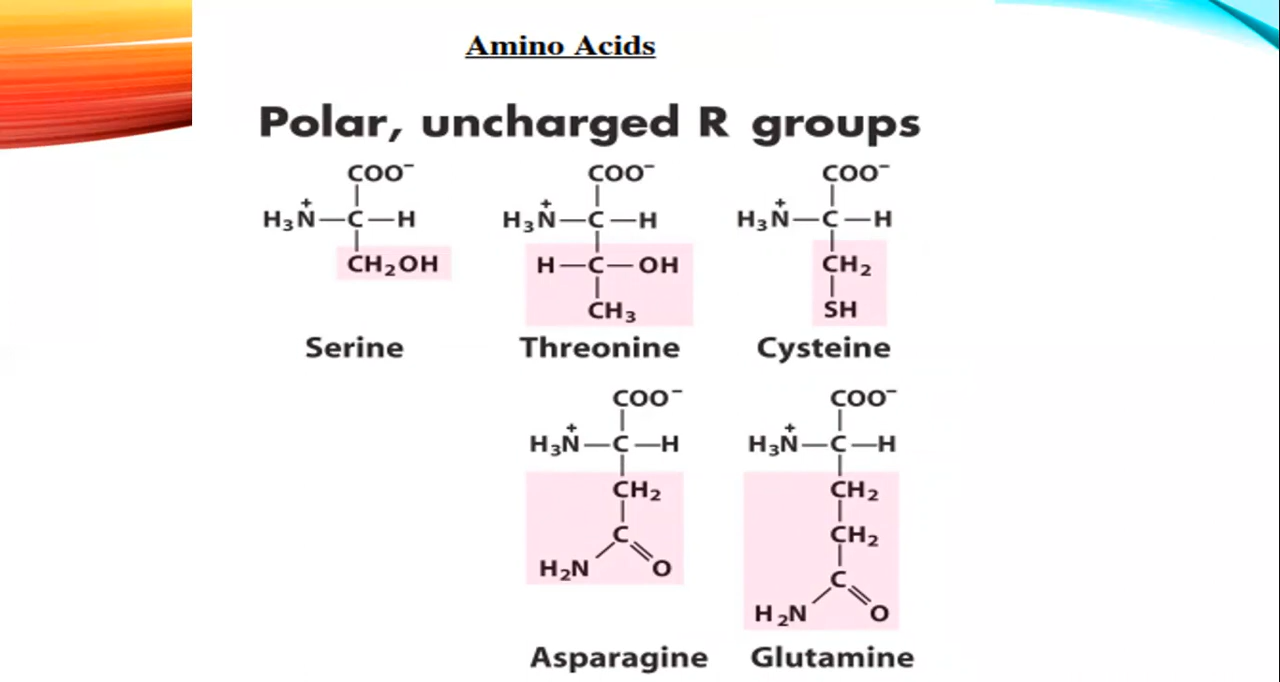 Amino Acids
Polar, uncharged R groups
COO⁻ COO⁻ COO⁻
H₃N⁺—C—H H₃N⁺—C—H H₃N⁺—C—H
CH₂OH H—C—OH CH₂
CH₃ SH
Serine Threonine Cysteine
COO⁻ COO⁻
H₃N⁺—C—H H₃N⁺—C—H
CH₂ CH₂
C CH₂
H₂N O C
H₂N O
Asparagine Glutamine